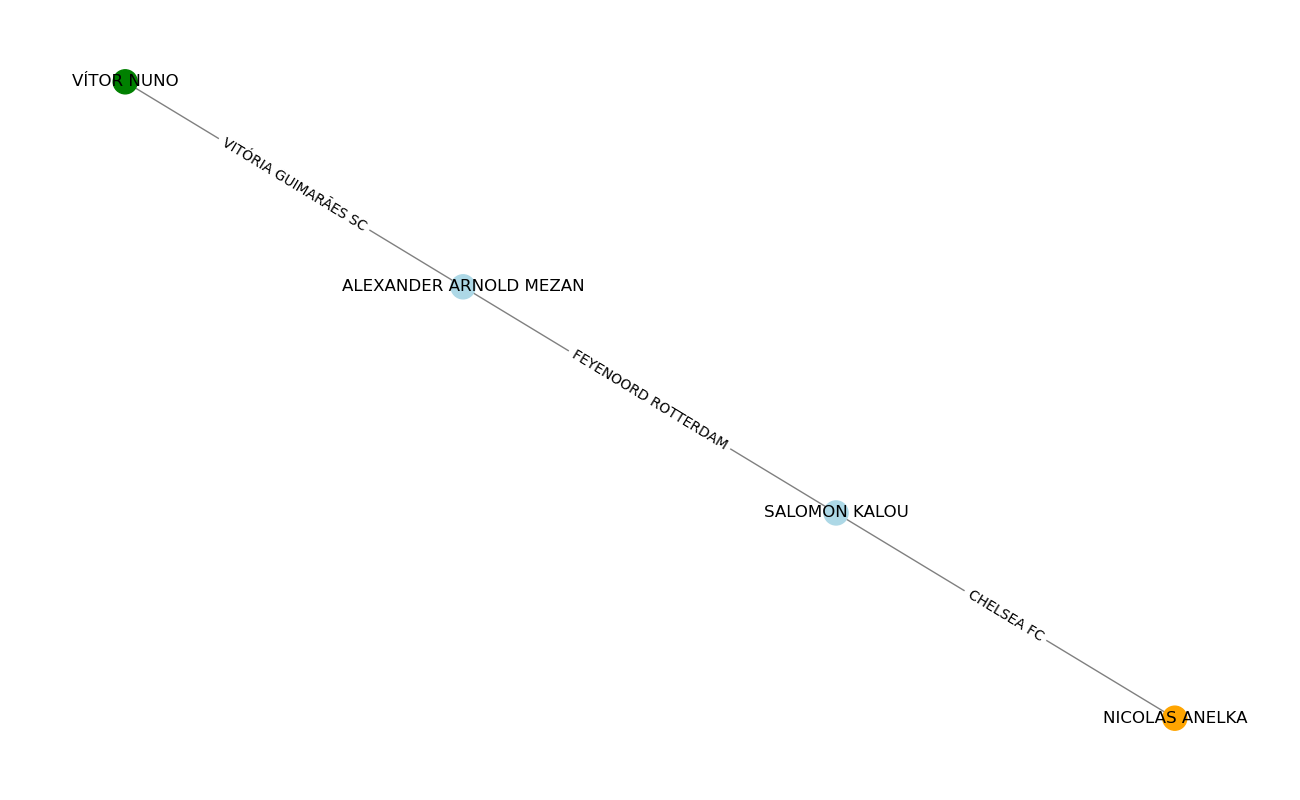 VÍTOR NUNO
VITÓRIA GUIMARÃES SC
ALEXANDER ARNOLD MEZAN
FEYENOORD ROTTERDAM
SALOMON KALOU
CHELSEA FC
NICOLAS ANELKA